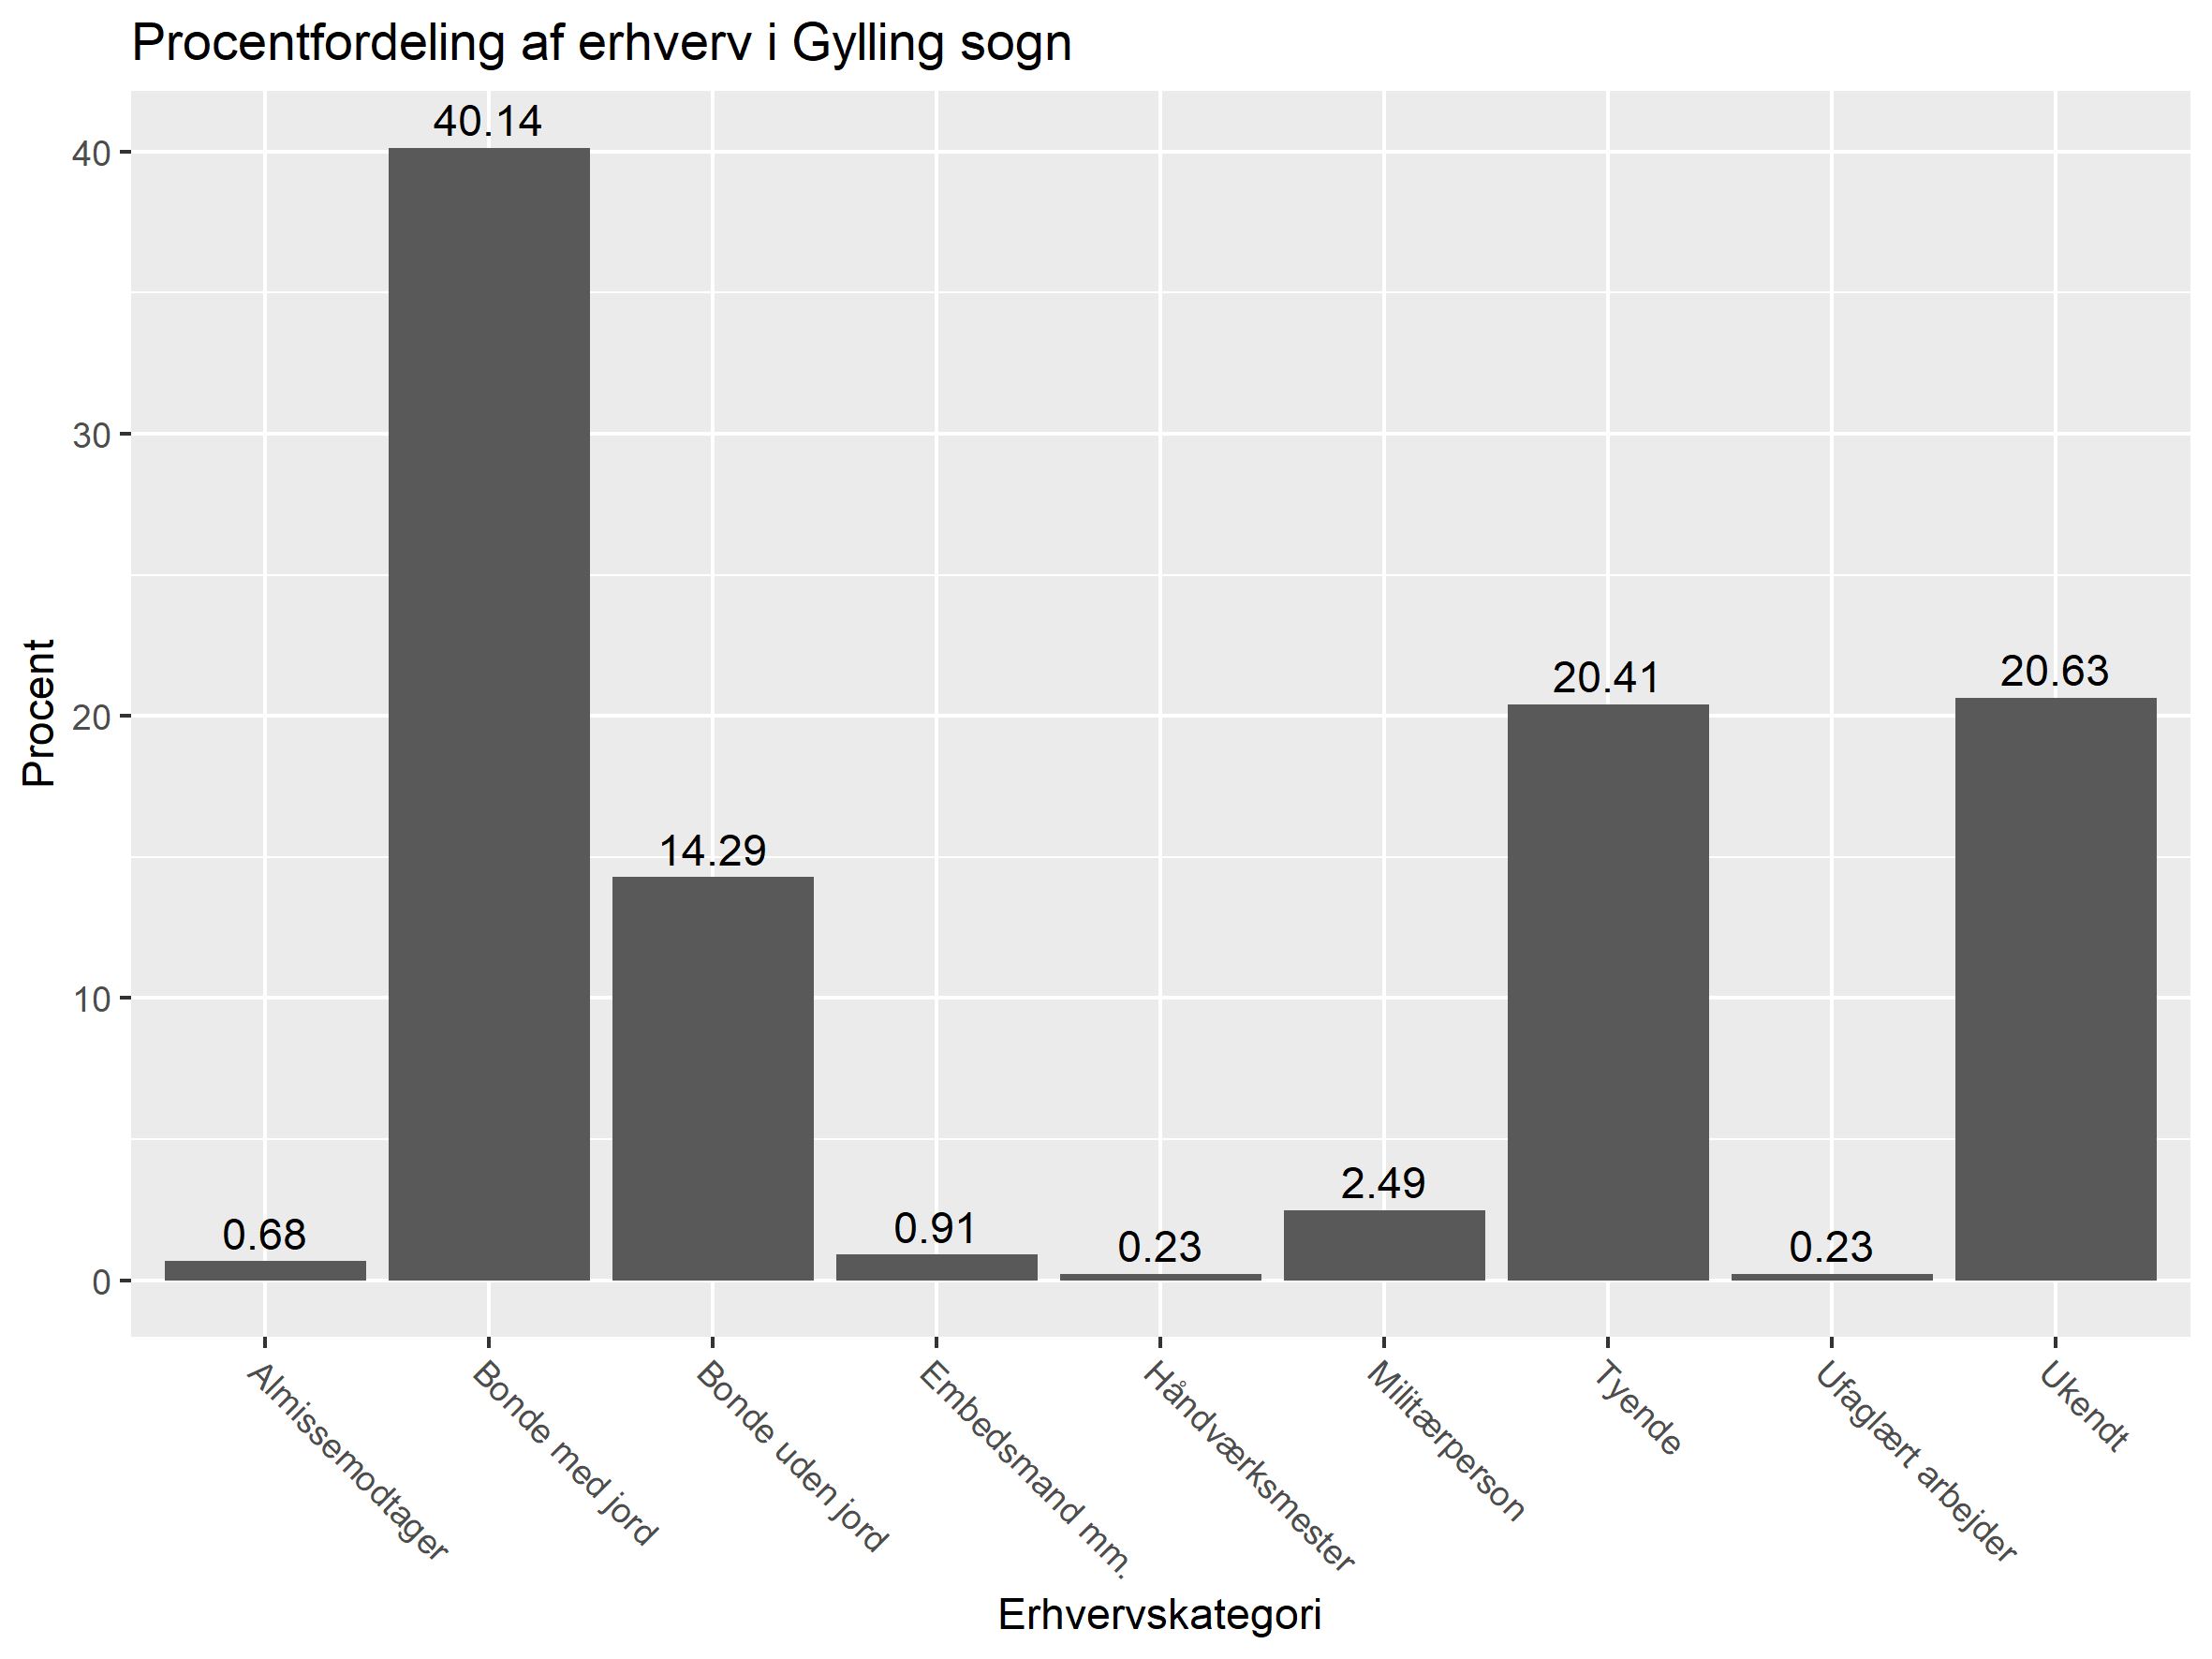 Procentfordeling af erhverv i Gylling sogn
40.14
40
30
20.63
20.41
20
14.29
10
2.49
0.91
0.68
0.23
0.23
0
Procent
Almissemodtager
Bonde med jord
Bonde uden jord
Embedsmand mm.
Håndværksmester
Militærperson
Tyende
Ufaglært arbejder
Ukendt
Erhvervskategori